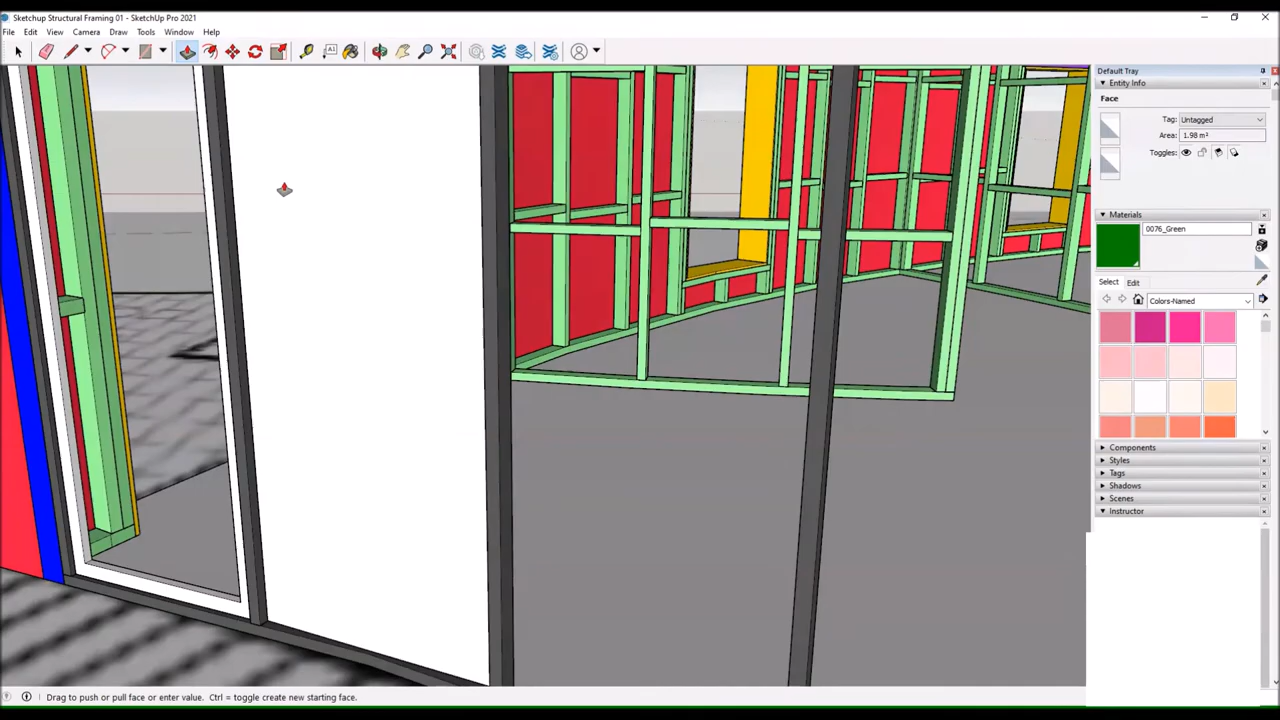 Sketchup Structural Framing 01 - SketchUp Pro 2021
File Edit View Camera Draw Tools Window Help
A1
Default Tray
Entity Info
Face
Tag: Untagged
Area: 1.98 m²
Toggles:
Materials
0076_Green
Select Edit
Colors-Named
Components
Styles
Tags
Shadows
Scenes
Instructor
Drag to push or pull face or enter value. Ctrl = toggle create new starting face.